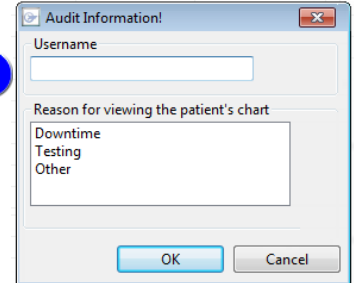 Audit Information!
Username
Reason for viewing the patient's chart
Downtime
Testing
Other
OK
Cancel